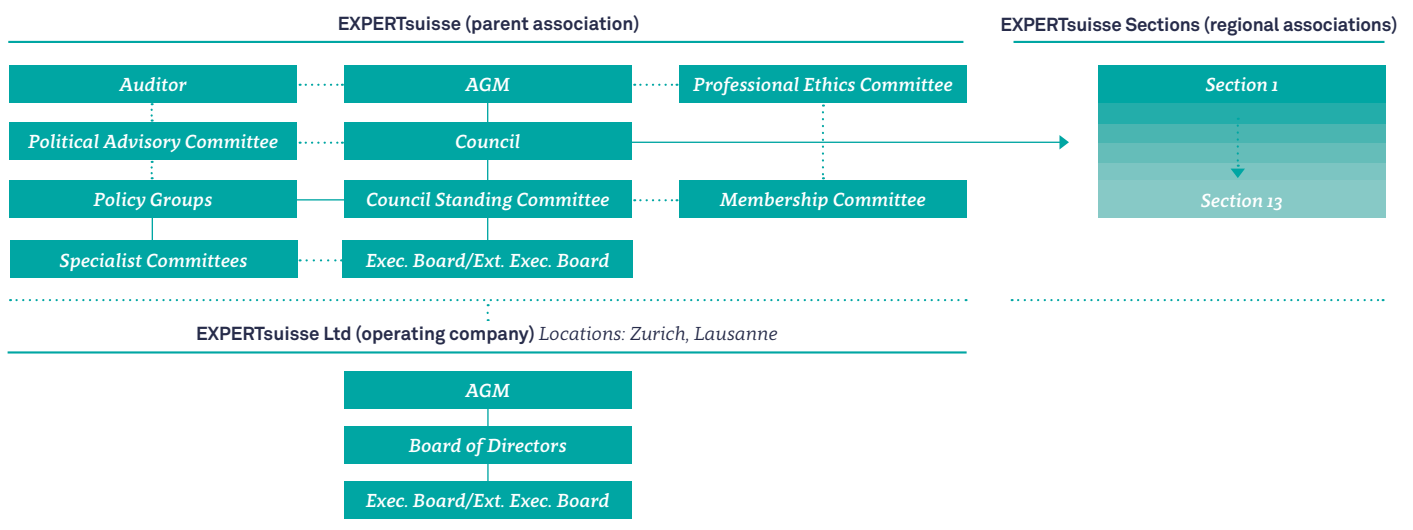 EXPERTsuisse (parent association)
EXPERTsuisse Sections (regional associations)
Auditor
AGM
Professional Ethics Committee
Section 1
Political Advisory Committee
Council
Policy Groups
Council Standing Committee
Membership Committee
Section 13
Specialist Committees
Exec. Board/Ext. Exec. Board
EXPERTsuisse Ltd (operating company) Locations: Zurich, Lausanne
AGM
Board of Directors
Exec. Board/Ext. Exec. Board